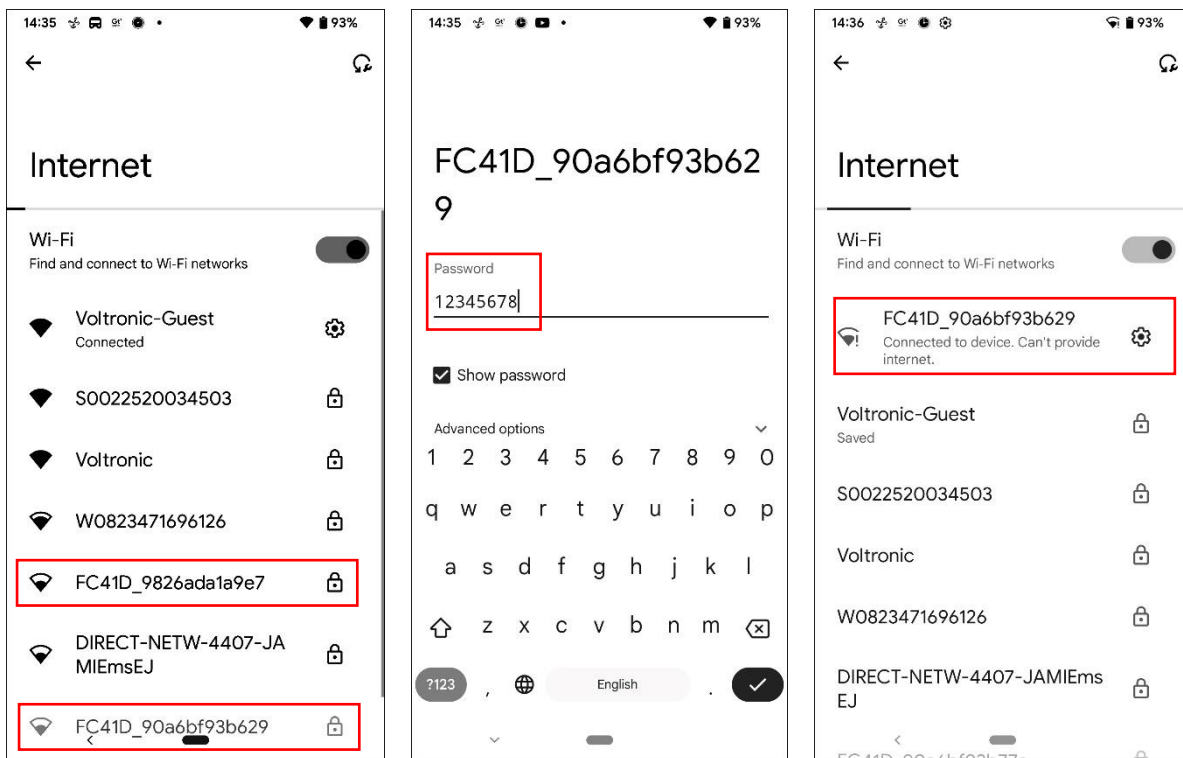 14:35
93%
Internet
Wi-Fi
Find and connect to Wi-Fi networks
Voltronic-Guest
Connected
S0022520034503
Voltronic
W0823471696126
FC41D_9826ada1a9e7
DIRECT-NETW-4407-JA
MIEmsEJ
FC41D_90a6bf93b629
14:35
93%
FC41D_90a6bf93b62
9
Password
12345678
Show password
Advanced options
1 2 3 4 5 6 7 8 9 0
q w e r t y u i o p
a s d f g h j k l
z x c v b n m
?123 , English .
14:36
93%
Internet
Wi-Fi
Find and connect to Wi-Fi networks
FC41D_90a6bf93b629
Connected to device. Can't provide
internet.
Voltronic-Guest
Saved
S0022520034503
Voltronic
W0823471696126
DIRECT-NETW-4407-JAMIEms
EJ